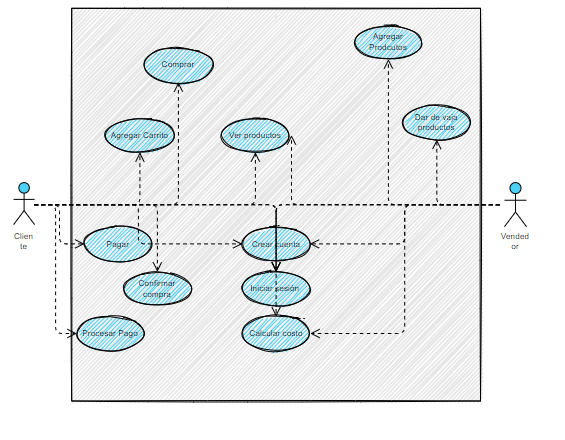 Agregar
Prodcutos
Comprar
Dar de vaja
productos
Agregar Carrito
Ver productos
Clien
te
Vended
or
Pagar
Crear cuenta
Confirmar
compra
Iniciar sesión
Procesar Pago
Calcular costo